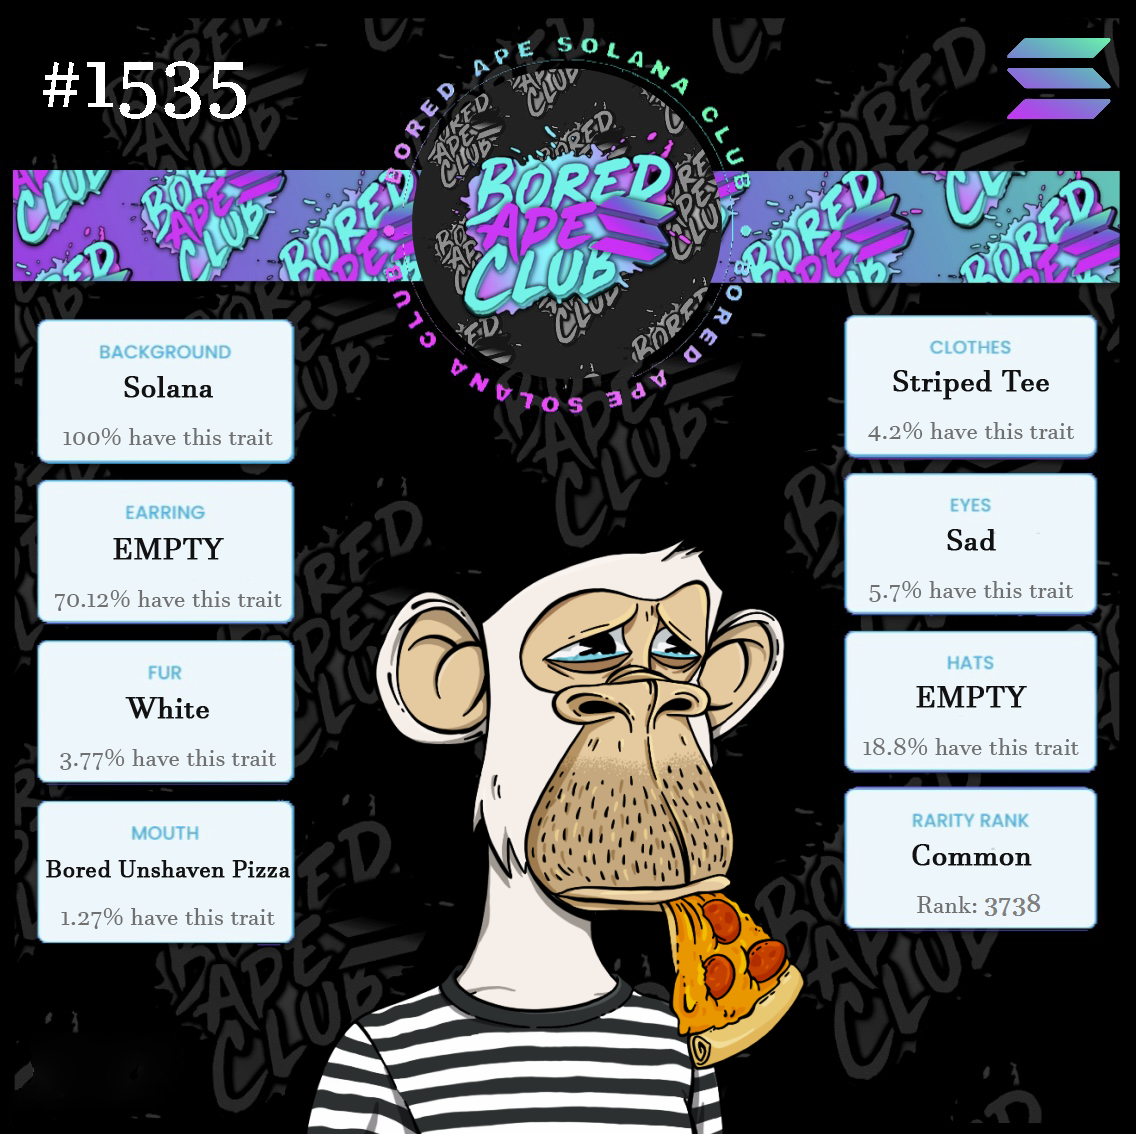 #1535
BORED APE SOLANA CLUB
BORED
APE
CLUB
BORED APE SOLANA CLUB
BACKGROUND
Solana
100% have this trait
EARRING
EMPTY
70.12% have this trait
FUR
White
3.77% have this trait
MOUTH
Bored Unshaven Pizza
1.27% have this trait
CLOTHES
Striped Tee
4.2% have this trait
EYES
Sad
5.7% have this trait
HATS
EMPTY
18.8% have this trait
RARITY RANK
Common
Rank: 3738